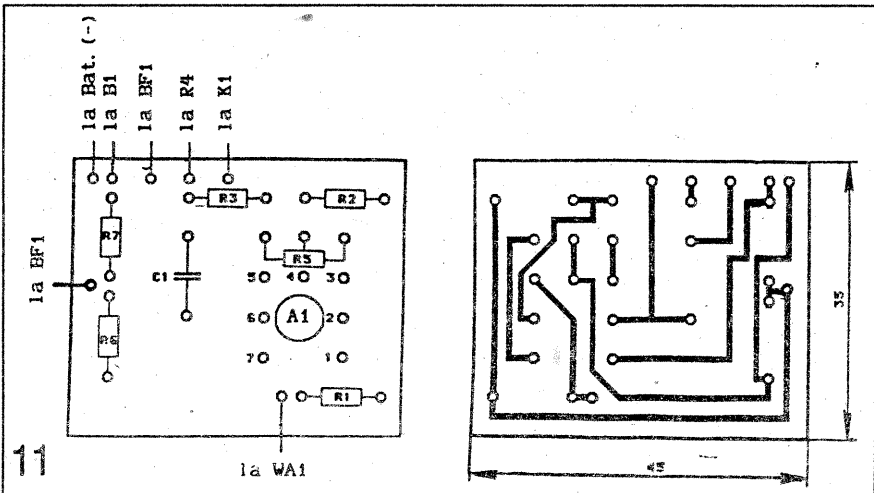 la Bat. (-)
la B1
la BF1
la R4
la K1
R3
R2
R7
R5
la BF1
C1
5
4
3
A1
6
2
R6
7
1
R1
la WA1
11
35
45